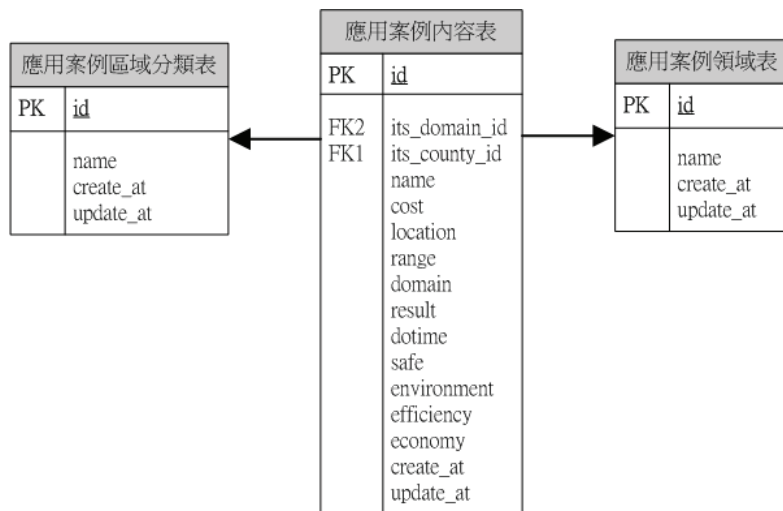 應用案例區域分類表
PK id
name
create_at
update_at
應用案例內容表
PK id
FK2 its_domain_id
FK1 its_county_id
name
cost
location
range
domain
result
dotime
safe
environment
efficiency
economy
create_at
update_at
應用案例領域表
PK id
name
create_at
update_at